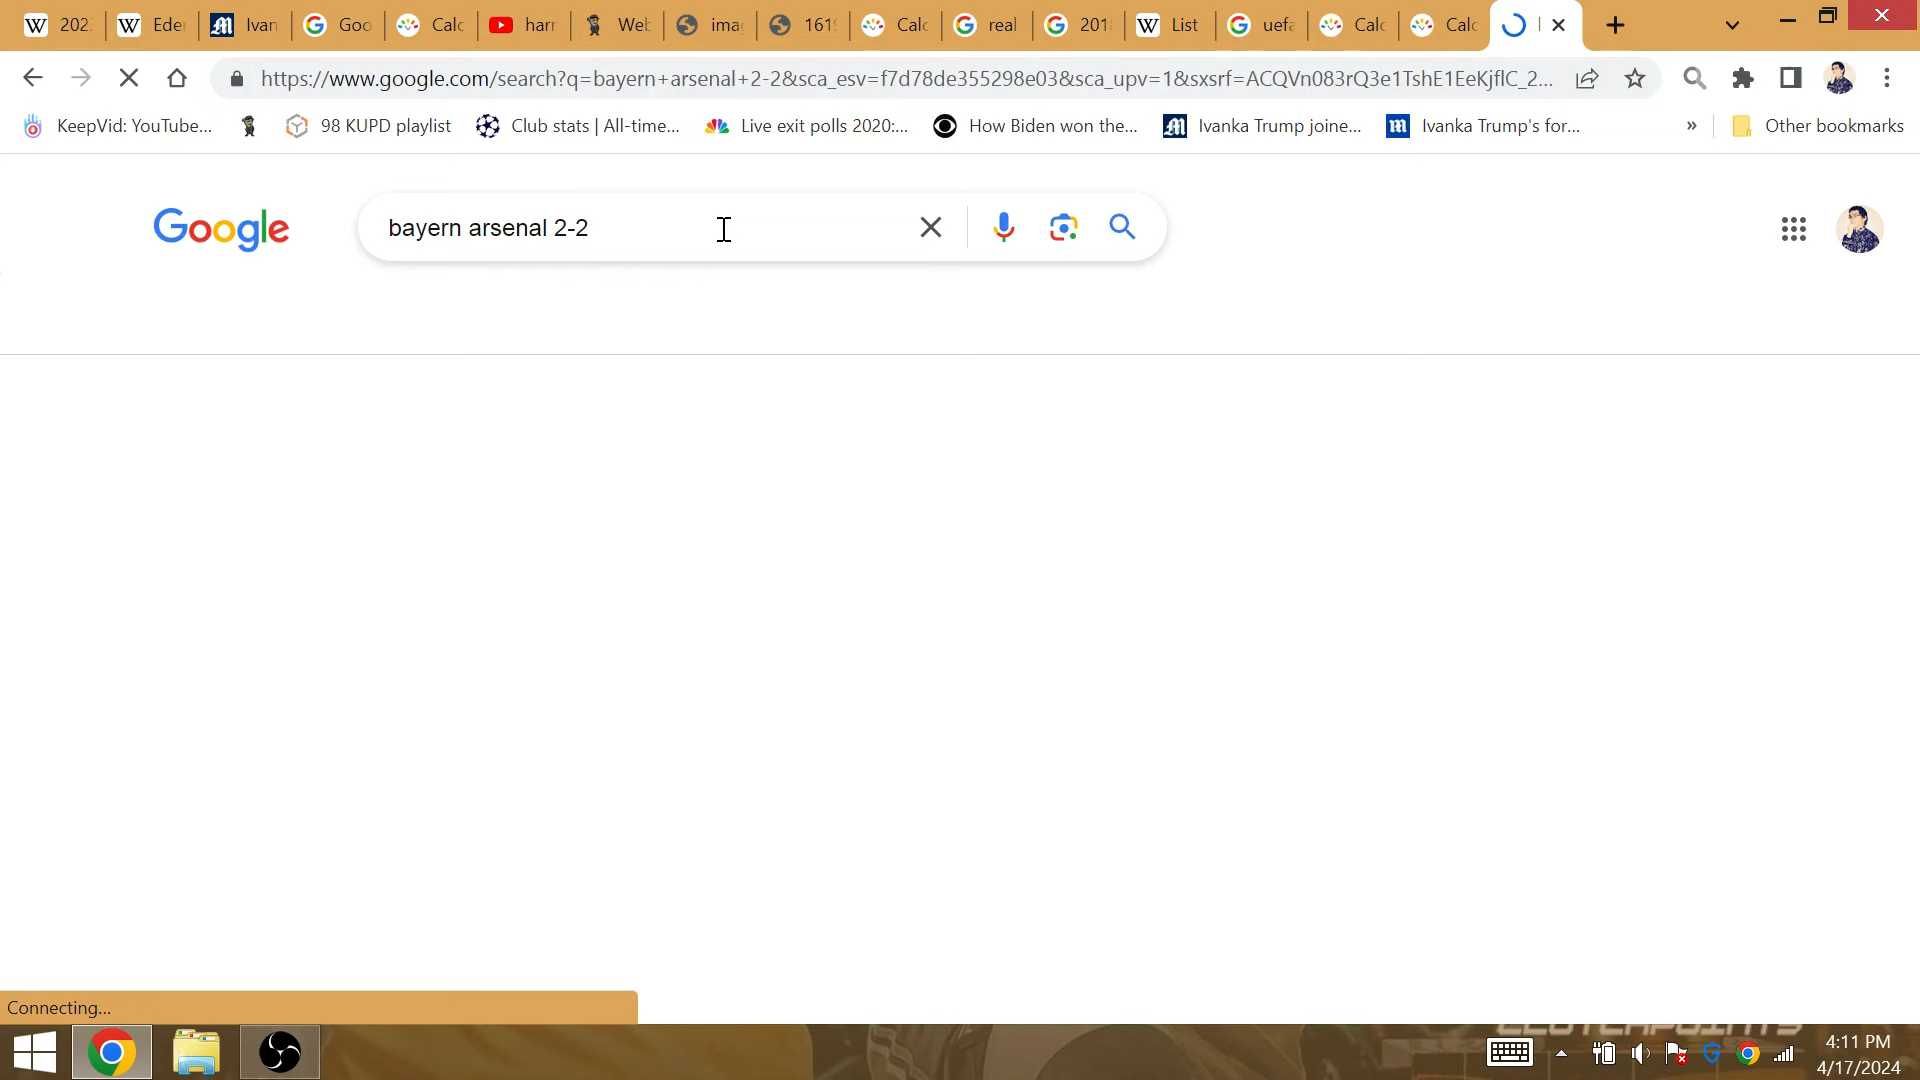 202 Eder Ivan Goo Calc harr Web ima 1619 Calc real 201 List uefa Calc Calc
https://www.google.com/search?q=bayern+arsenal+2-2&sca_esv=f7d78de355298e03&sca_upv=1&sxsrf=ACQVn083rQ3e1TshE1EeKjflC_2...
KeepVid: YouTube... 98 KUPD playlist Club stats | All-time... Live exit polls 2020:... How Biden won the... Ivanka Trump joine... Ivanka Trump's for... » Other bookmarks
Google bayern arsenal 2-2
Connecting...
CLUTCHPOINTS
4:11 PM
4/17/2024